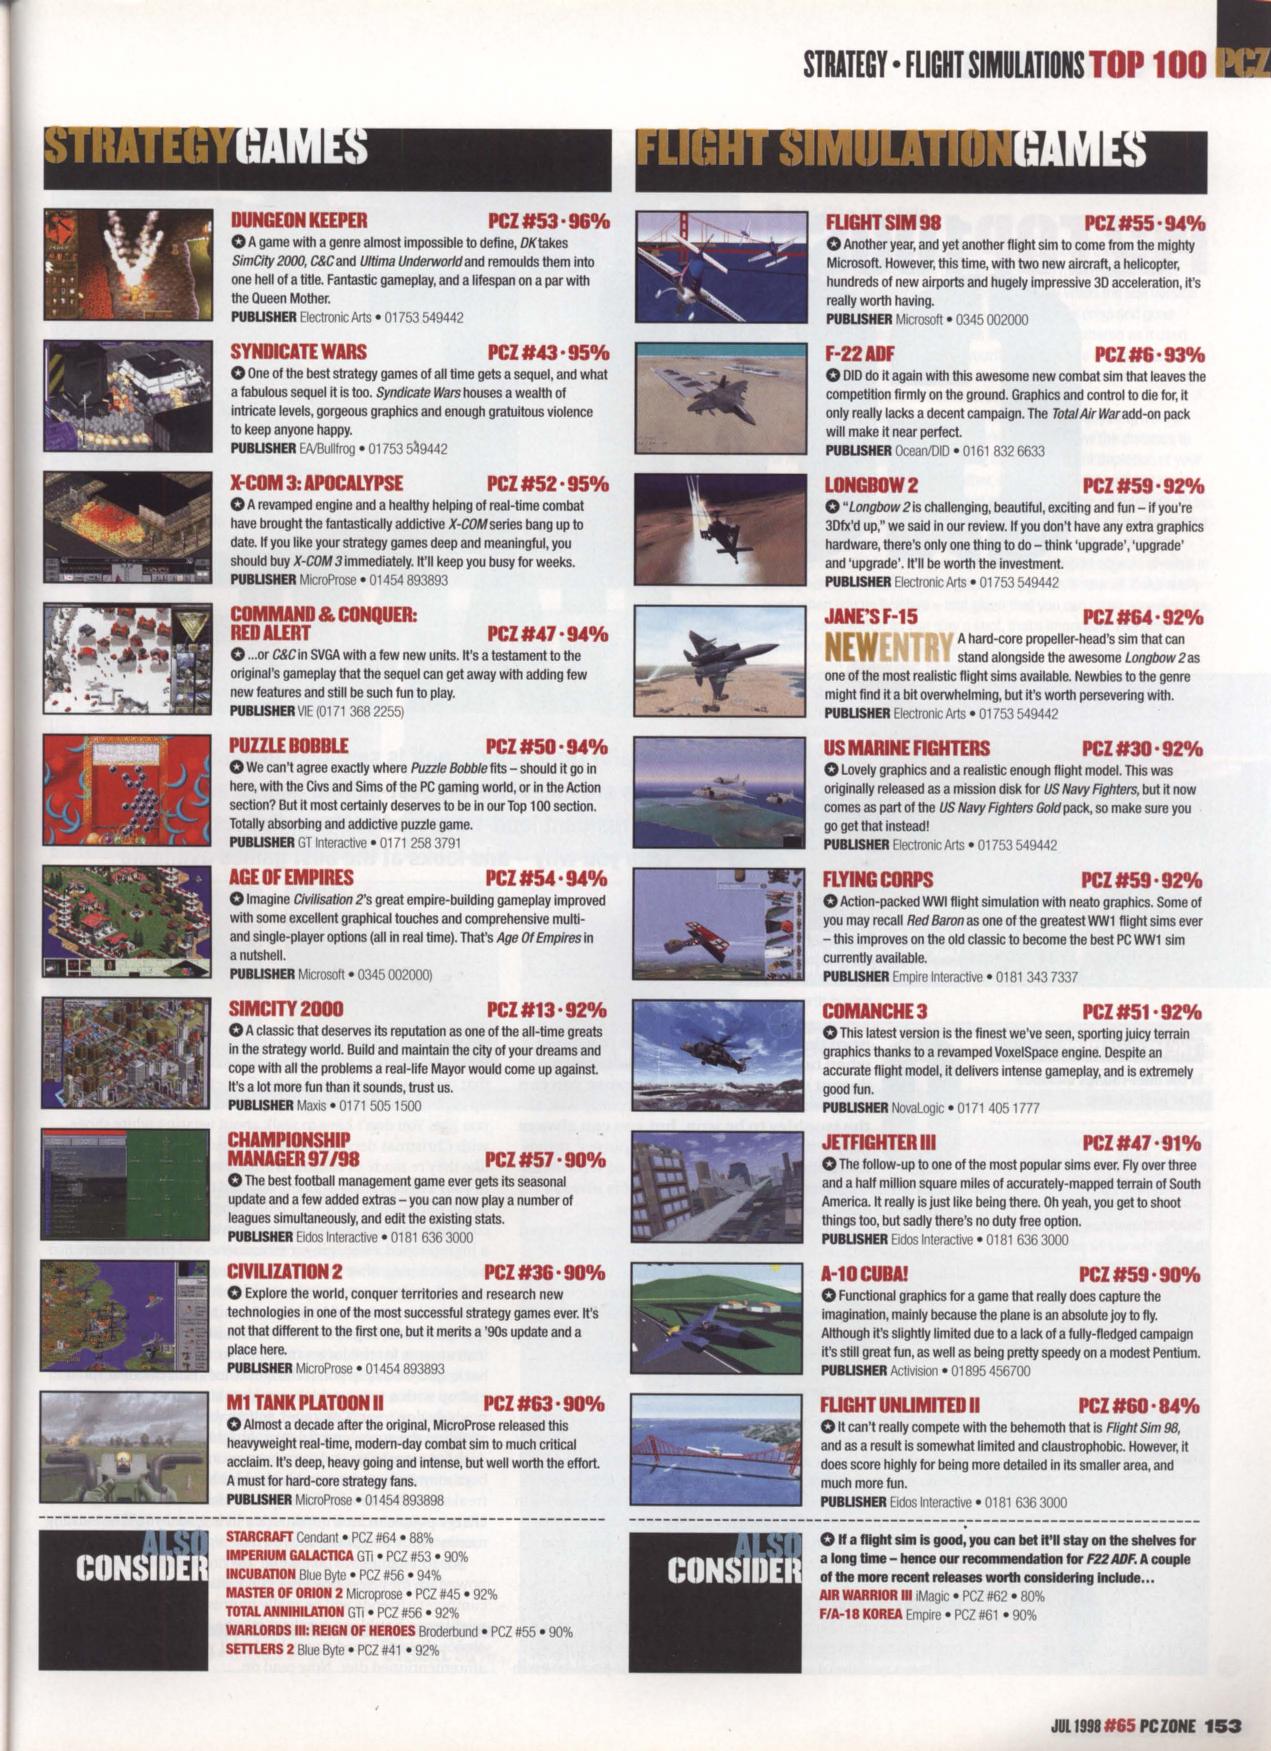 STRATEGY • FLIGHT SIMULATIONS TOP 100 PCZ
STRATEGYGAMES
DUNGEON KEEPER PCZ #53 · 96%
A game with a genre almost impossible to define, DK takes
SimCity 2000, C&C and Ultima Underworld and remoulds them into
one hell of a title. Fantastic gameplay, and a lifespan on a par with
the Queen Mother.
PUBLISHER Electronic Arts • 01753 549442
SYNDICATE WARS PCZ #43 · 95%
One of the best strategy games of all time gets a sequel, and what
a fabulous sequel it is too. Syndicate Wars houses a wealth of
intricate levels, gorgeous graphics and enough gratuitous violence
to keep anyone happy.
PUBLISHER EA/Bullfrog • 01753 549442
X-COM 3: APOCALYPSE PCZ #52 · 95%
A revamped engine and a healthy helping of real-time combat
have brought the fantastically addictive X-COM series bang up to
date. If you like your strategy games deep and meaningful, you
should buy X-COM 3 immediately. It'll keep you busy for weeks.
PUBLISHER MicroProse • 01454 893893
COMMAND & CONQUER:
RED ALERT PCZ #47 · 94%
...or C&C in SVGA with a few new units. It's a testament to the
original's gameplay that the sequel can get away with adding few
new features and still be such fun to play.
PUBLISHER VIE (0171 368 2255)
PUZZLE BOBBLE PCZ #50 · 94%
We can't agree exactly where Puzzle Bobble fits – should it go in
here, with the Civs and Sims of the PC gaming world, or in the Action
section? But it most certainly deserves to be in our Top 100 section.
Totally absorbing and addictive puzzle game.
PUBLISHER GT Interactive • 0171 258 3791
AGE OF EMPIRES PCZ #54 · 94%
Imagine Civilisation 2's great empire-building gameplay improved
with some excellent graphical touches and comprehensive multi-
and single-player options (all in real time). That's Age Of Empires in
a nutshell.
PUBLISHER Microsoft • 0345 002000)
SIMCITY 2000 PCZ #13 · 92%
A classic that deserves its reputation as one of the all-time greats
in the strategy world. Build and maintain the city of your dreams and
cope with all the problems a real-life Mayor would come up against.
It's a lot more fun than it sounds, trust us.
PUBLISHER Maxis • 0171 505 1500
CHAMPIONSHIP
MANAGER 97/98 PCZ #57 · 90%
The best football management game ever gets its seasonal
update and a few added extras – you can now play a number of
leagues simultaneously, and edit the existing stats.
PUBLISHER Eidos Interactive • 0181 636 3000
CIVILIZATION 2 PCZ #36 · 90%
Explore the world, conquer territories and research new
technologies in one of the most successful strategy games ever. It's
not that different to the first one, but it merits a '90s update and a
place here.
PUBLISHER MicroProse • 01454 893893
M1 TANK PLATOON II PCZ #63 · 90%
Almost a decade after the original, MicroProse released this
heavyweight real-time, modern-day combat sim to much critical
acclaim. It's deep, heavy going and intense, but well worth the effort.
A must for hard-core strategy fans.
PUBLISHER MicroProse • 01454 893898
ALSO
CONSIDER
STARCRAFT Cendant • PCZ #64 • 88%
IMPERIUM GALACTICA GTi • PCZ #53 • 90%
INCUBATION Blue Byte • PCZ #56 • 94%
MASTER OF ORION 2 Microprose • PCZ #45 • 92%
TOTAL ANNIHILATION GTi • PCZ #56 • 92%
WARLORDS III: REIGN OF HEROES Broderbund • PCZ #55 • 90%
SETTLERS 2 Blue Byte • PCZ #41 • 92%
FLIGHT SIMULATIONGAMES
FLIGHT SIM 98 PCZ #55 · 94%
Another year, and yet another flight sim to come from the mighty
Microsoft. However, this time, with two new aircraft, a helicopter,
hundreds of new airports and hugely impressive 3D acceleration, it's
really worth having.
PUBLISHER Microsoft • 0345 002000
F-22 ADF PCZ #6 · 93%
DID do it again with this awesome new combat sim that leaves the
competition firmly on the ground. Graphics and control to die for, it
only really lacks a decent campaign. The Total Air War add-on pack
will make it near perfect.
PUBLISHER Ocean/DID • 0161 832 6633
LONGBOW 2 PCZ #59 · 92%
"Longbow 2 is challenging, beautiful, exciting and fun – if you're
3Dfx'd up," we said in our review. If you don't have any extra graphics
hardware, there's only one thing to do – think 'upgrade', 'upgrade'
and 'upgrade'. It'll be worth the investment.
PUBLISHER Electronic Arts • 01753 549442
JANE'S F-15 PCZ #64 · 92%
NEWENTRY A hard-core propeller-head's sim that can
stand alongside the awesome Longbow 2 as
one of the most realistic flight sims available. Newbies to the genre
might find it a bit overwhelming, but it's worth persevering with.
PUBLISHER Electronic Arts • 01753 549442
US MARINE FIGHTERS PCZ #30 · 92%
Lovely graphics and a realistic enough flight model. This was
originally released as a mission disk for US Navy Fighters, but it now
comes as part of the US Navy Fighters Gold pack, so make sure you
go get that instead!
PUBLISHER Electronic Arts • 01753 549442
FLYING CORPS PCZ #59 · 92%
Action-packed WWI flight simulation with neato graphics. Some of
you may recall Red Baron as one of the greatest WW1 flight sims ever
– this improves on the old classic to become the best PC WW1 sim
currently available.
PUBLISHER Empire Interactive • 0181 343 7337
COMANCHE 3 PCZ #51 · 92%
This latest version is the finest we've seen, sporting juicy terrain
graphics thanks to a revamped VoxelSpace engine. Despite an
accurate flight model, it delivers intense gameplay, and is extremely
good fun.
PUBLISHER NovaLogic • 0171 405 1777
JETFIGHTER III PCZ #47 · 91%
The follow-up to one of the most popular sims ever. Fly over three
and a half million square miles of accurately-mapped terrain of South
America. It really is just like being there. Oh yeah, you get to shoot
things too, but sadly there's no duty free option.
PUBLISHER Eidos Interactive • 0181 636 3000
A-10 CUBA! PCZ #59 · 90%
Functional graphics for a game that really does capture the
imagination, mainly because the plane is an absolute joy to fly.
Although it's slightly limited due to a lack of a fully-fledged campaign
it's still great fun, as well as being pretty speedy on a modest Pentium.
PUBLISHER Activision • 01895 456700
FLIGHT UNLIMITED II PCZ #60 · 84%
It can't really compete with the behemoth that is Flight Sim 98,
and as a result is somewhat limited and claustrophobic. However, it
does score highly for being more detailed in its smaller area, and
much more fun.
PUBLISHER Eidos Interactive • 0181 636 3000
ALSO
CONSIDER
If a flight sim is good, you can bet it'll stay on the shelves for
a long time – hence our recommendation for F22 ADF. A couple
of the more recent releases worth considering include...
AIR WARRIOR III iMagic • PCZ #62 • 80%
F/A-18 KOREA Empire • PCZ #61 • 90%
JUL 1998 #65 PC ZONE 153